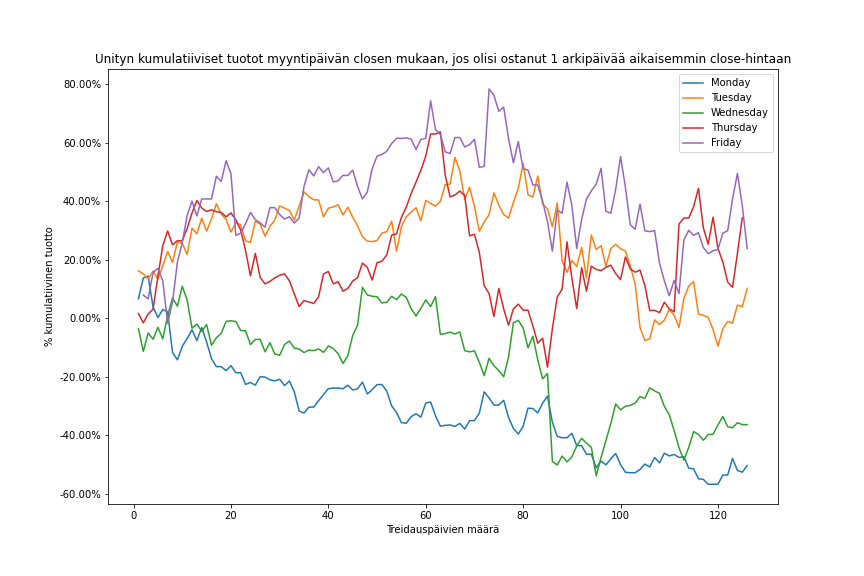 Unityn kumulatiiviset tuotot myyntipäivän closen mukaan, jos olisi ostanut 1 arkipäivää aikaisemmin close-hintaan
80.00%
60.00%
40.00%
20.00%
0.00%
-20.00%
-40.00%
-60.00%
% kumulatiivinen tuotto
Monday
Tuesday
Wednesday
Thursday
Friday
0 20 40 60 80 100 120
Treidauspäivien määrä